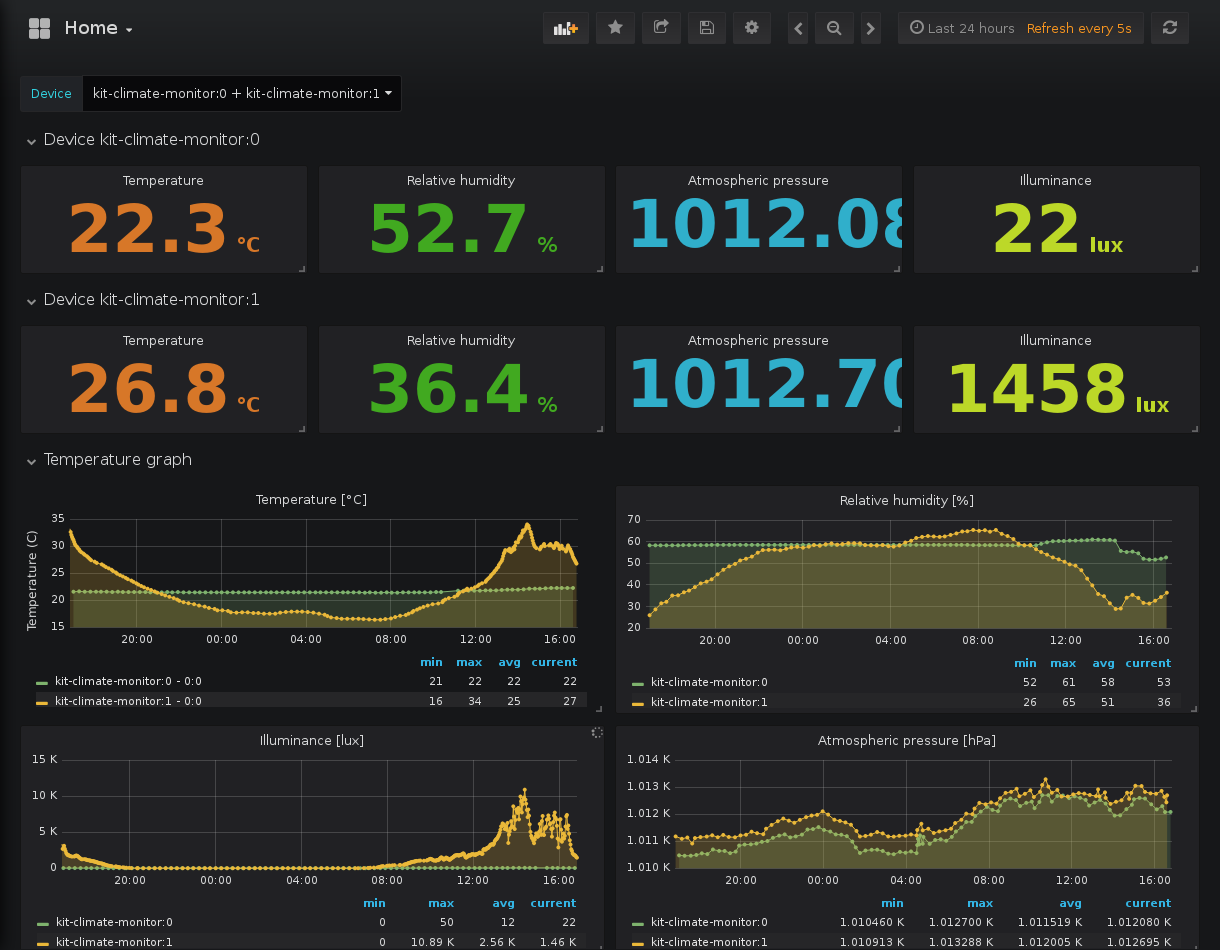 Home
Last 24 hours Refresh every 5s
Device kit-climate-monitor:0 + kit-climate-monitor:1
Device kit-climate-monitor:0
Temperature Relative humidity Atmospheric pressure Illuminance
22.3 °C 52.7 % 1012.08 22 lux
Device kit-climate-monitor:1
Temperature Relative humidity Atmospheric pressure Illuminance
26.8 °C 36.4 % 1012.70 1458 lux
Temperature graph
Temperature [°C]
Temperature (C)
35
30
25
20
15
20:00 00:00 04:00 08:00 12:00 16:00
min max avg current
kit-climate-monitor:0 - 0:0 21 22 22 22
kit-climate-monitor:1 - 0:0 16 34 25 27
Relative humidity [%]
70
60
50
40
30
20
20:00 00:00 04:00 08:00 12:00 16:00
min max avg current
kit-climate-monitor:0 52 61 58 53
kit-climate-monitor:1 26 65 51 36
Illuminance [lux]
15 K
10 K
5 K
0
20:00 00:00 04:00 08:00 12:00 16:00
min max avg current
kit-climate-monitor:0 0 50 12 22
kit-climate-monitor:1 0 10.89 K 2.56 K 1.46 K
Atmospheric pressure [hPa]
1.014 K
1.013 K
1.012 K
1.011 K
1.010 K
20:00 00:00 04:00 08:00 12:00 16:00
min max avg current
kit-climate-monitor:0 1.010460 K 1.012700 K 1.011519 K 1.012080 K
kit-climate-monitor:1 1.010913 K 1.013288 K 1.012005 K 1.012695 K